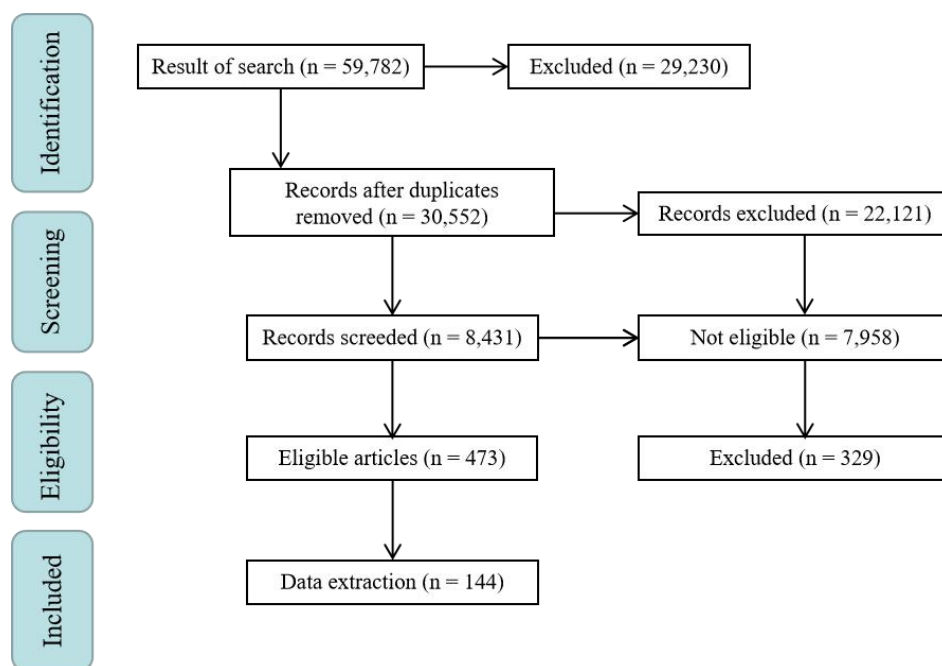 Identification
Result of search (n = 59,782)
Excluded (n = 29,230)
Records after duplicates
removed (n = 30,552)
Records excluded (n = 22,121)
Screening
Records screeded (n = 8,431)
Not eligible (n = 7,958)
Eligibility
Eligible articles (n = 473)
Excluded (n = 329)
Included
Data extraction (n = 144)